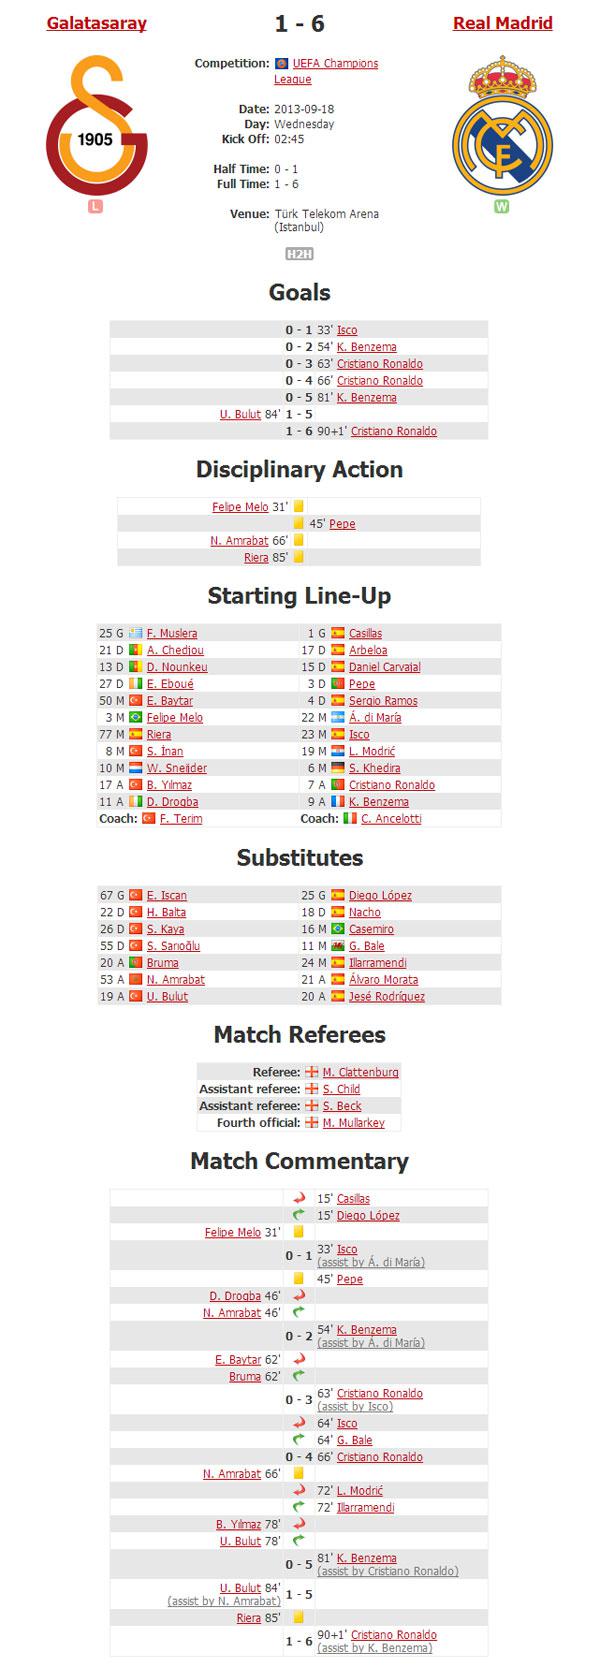 Galatasaray 1 - 6 Real Madrid
1905
Competition: UEFA Champions
League
Date: 2013-09-18
Day: Wednesday
Kick Off: 02:45
Half Time: 0 - 1
Full Time: 1 - 6
L W
Venue: Türk Telekom Arena
(Istanbul)
H2H
Goals
0 - 1 33' Isco
0 - 2 54' K. Benzema
0 - 3 63' Cristiano Ronaldo
0 - 4 66' Cristiano Ronaldo
0 - 5 81' K. Benzema
U. Bulut 84' 1 - 5
1 - 6 90+1' Cristiano Ronaldo
Disciplinary Action
Felipe Melo 31'
45' Pepe
N. Amrabat 66'
Riera 85'
Starting Line-Up
25 G F. Muslera 1 G Casillas
21 D A. Chedjou 17 D Arbeloa
13 D D. Nounkeu 15 D Daniel Carvajal
27 D E. Eboué 3 D Pepe
50 M E. Baytar 4 D Sergio Ramos
3 M Felipe Melo 22 M Á. di María
77 M Riera 23 M Isco
8 M S. İnan 19 M L. Modrić
10 M W. Sneijder 6 M S. Khedira
17 A B. Yılmaz 7 A Cristiano Ronaldo
11 A D. Drogba 9 A K. Benzema
Coach: F. Terim Coach: C. Ancelotti
Substitutes
67 G E. Iscan 25 G Diego López
22 D H. Balta 18 D Nacho
26 D S. Kaya 16 M Casemiro
55 D S. Sarıoğlu 11 M G. Bale
20 A Bruma 24 M Illarramendi
53 A N. Amrabat 21 A Álvaro Morata
19 A U. Bulut 20 A Jesé Rodríguez
Match Referees
Referee: M. Clattenburg
Assistant referee: S. Child
Assistant referee: S. Beck
Fourth official: M. Mullarkey
Match Commentary
15' Casillas
15' Diego López
Felipe Melo 31'
0 - 1 33' Isco
(assist by Á. di María)
45' Pepe
D. Drogba 46'
N. Amrabat 46'
0 - 2 54' K. Benzema
(assist by Á. di María)
E. Baytar 62'
Bruma 62'
0 - 3 63' Cristiano Ronaldo
(assist by Isco)
64' Isco
64' G. Bale
0 - 4 66' Cristiano Ronaldo
N. Amrabat 66'
72' L. Modrić
72' Illarramendi
B. Yılmaz 78'
U. Bulut 78'
0 - 5 81' K. Benzema
(assist by Cristiano Ronaldo)
U. Bulut 84' 1 - 5
(assist by N. Amrabat)
Riera 85'
1 - 6 90+1' Cristiano Ronaldo
(assist by K. Benzema)